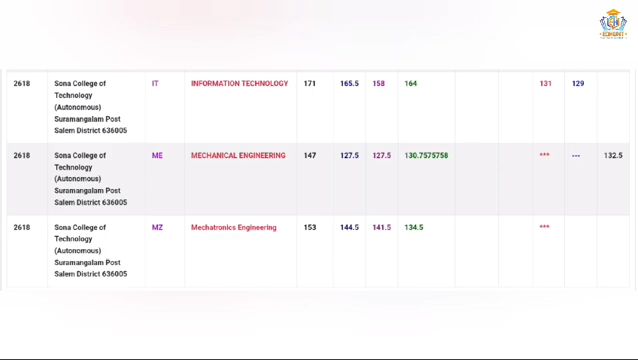 EDHUNT
2618 Sona College of IT INFORMATION TECHNOLOGY 171 165.5 158 164 131 129
Technology
(Autonomous)
Suramangalam Post
Salem District 636005
2618 Sona College of ME MECHANICAL ENGINEERING 147 127.5 127.5 130.7575758 *** --- 132.5
Technology
(Autonomous)
Suramangalam Post
Salem District 636005
2618 Sona College of MZ Mechatronics Engineering 153 144.5 141.5 134.5 ***
Technology
(Autonomous)
Suramangalam Post
Salem District 636005